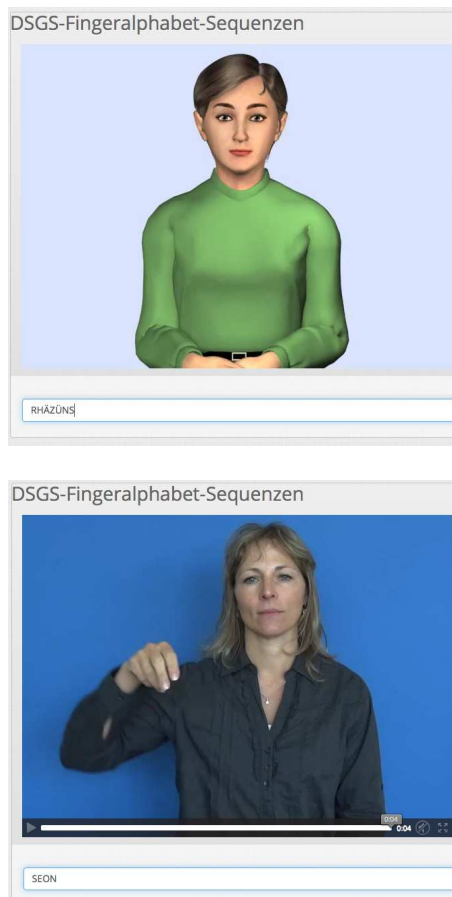 DSGS-Fingeralphabet-Sequenzen
RHÄZÜNS
DSGS-Fingeralphabet-Sequenzen
0:04
0:04
SEON